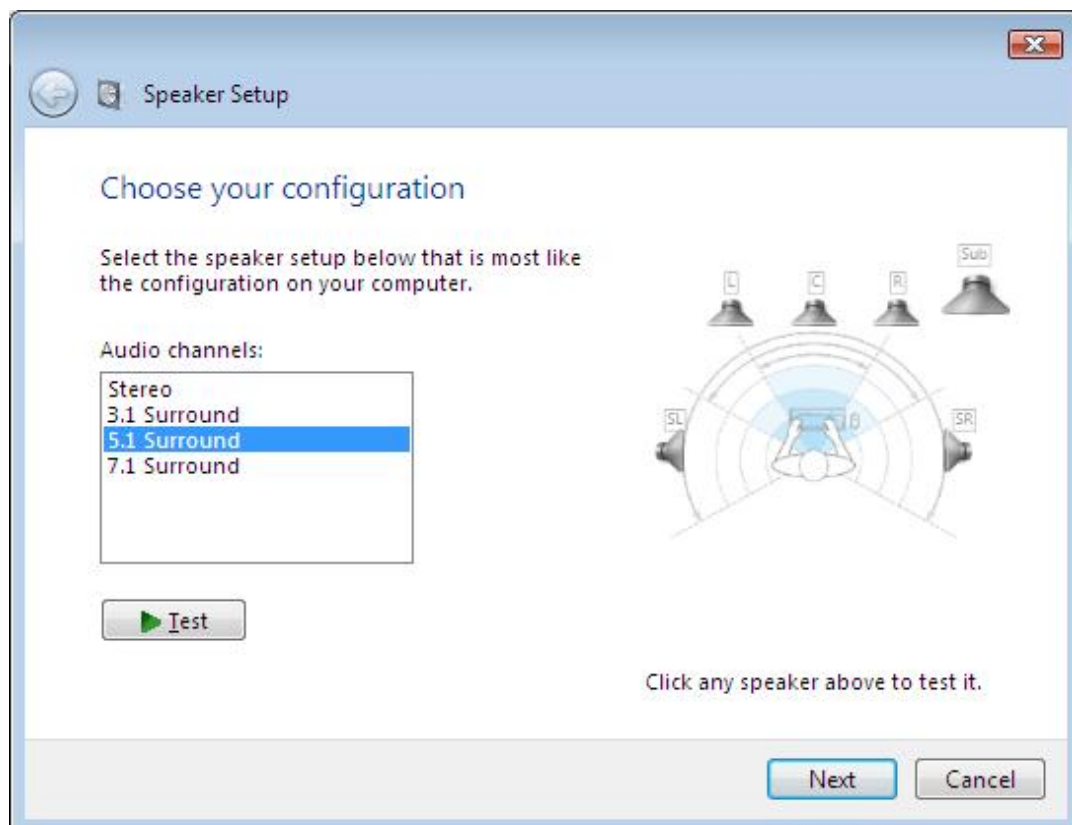 Speaker Setup
Choose your configuration
Select the speaker setup below that is most like
the configuration on your computer.
Audio channels:
Stereo
3.1 Surround
5.1 Surround
7.1 Surround
Test
Sub
L
C
R
SL
SR
Click any speaker above to test it.
Next
Cancel